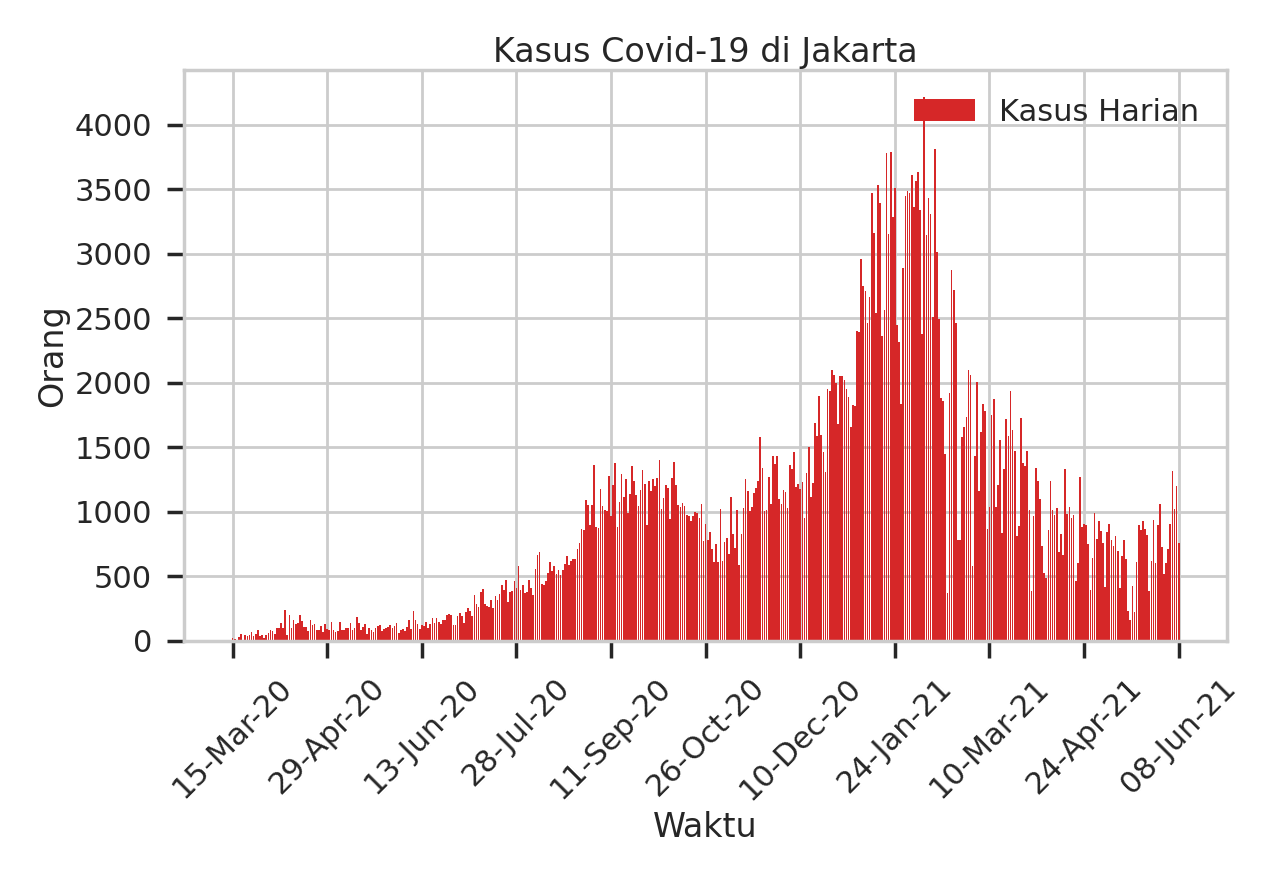 Kasus Covid-19 di Jakarta
Kasus Harian
Orang
4000
3500
3000
2500
2000
1500
1000
500
0
15-Mar-20
29-Apr-20
13-Jun-20
28-Jul-20
11-Sep-20
26-Oct-20
10-Dec-20
24-Jan-21
10-Mar-21
24-Apr-21
08-Jun-21
Waktu